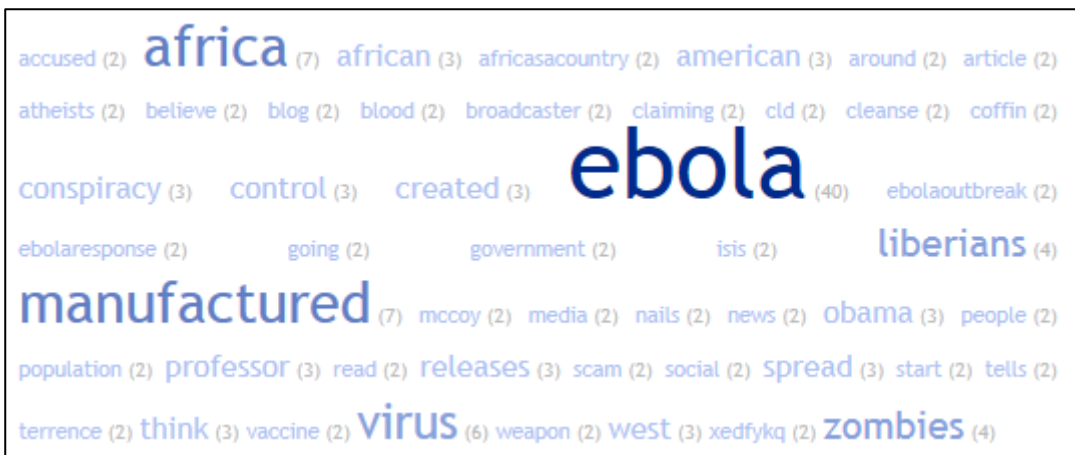 accused (2) africa (7) african (3) africasacountry (2) american (3) around (2) article (2)
atheists (2) believe (2) blog (2) blood (2) broadcaster (2) claiming (2) cld (2) cleanse (2) coffin (2)
conspiracy (3) control (3) created (3) ebola (40) ebolaoutbreak (2)
ebolaresponse (2) going (2) government (2) isis (2) liberians (4)
manufactured (7) mccoy (2) media (2) nails (2) news (2) obama (3) people (2)
population (2) professor (3) read (2) releases (3) scam (2) social (2) spread (3) start (2) tells (2)
terrence (2) think (3) vaccine (2) virus (6) weapon (2) west (3) xedfykq (2) zombies (4)